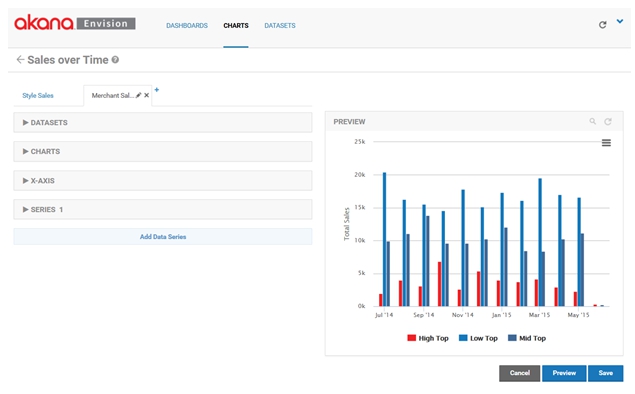 akana Envision DASHBOARDS CHARTS DATASETS
Sales over Time
Style Sales Merchant Sal...
DATASETS
CHARTS
X-AXIS
SERIES 1
Add Data Series
PREVIEW
25k
20k
15k
10k
5k
0k
Total Sales
Jul '14 Sep '14 Nov '14 Jan '15 Mar '15 May '15
High Top Low Top Mid Top
Cancel Preview Save